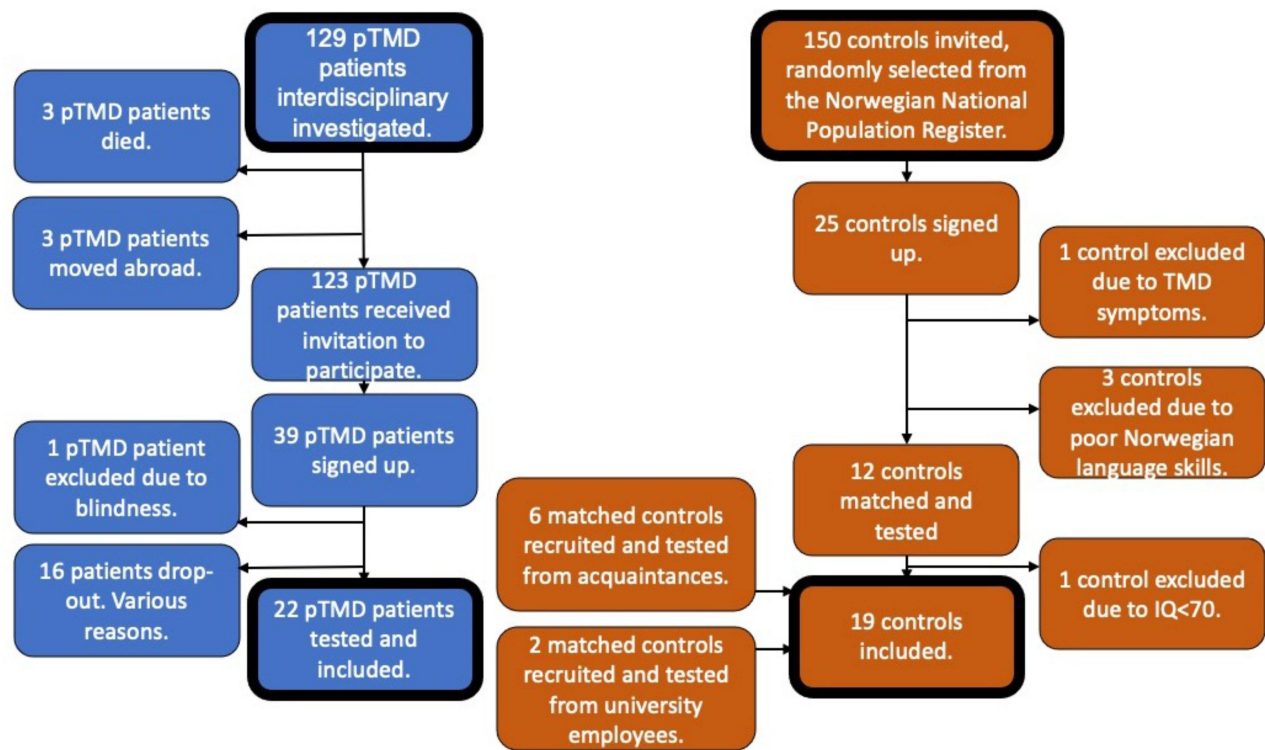 129 pTMD
patients
interdisciplinary
investigated.
3 pTMD patients
died.
3 pTMD patients
moved abroad.
123 pTMD
patients received
invitation to
participate.
39 pTMD patients
signed up.
1 pTMD patient
excluded due to
blindness.
16 patients drop-
out. Various
reasons.
22 pTMD patients
tested and
included.
150 controls invited,
randomly selected from
the Norwegian National
Population Register.
25 controls signed
up.
1 control excluded
due to TMD
symptoms.
3 controls
excluded due to
poor Norwegian
language skills.
12 controls
matched and
tested
6 matched controls
recruited and tested
from acquaintances.
1 control excluded
due to IQ<70.
2 matched controls
recruited and tested
from university
employees.
19 controls
included.